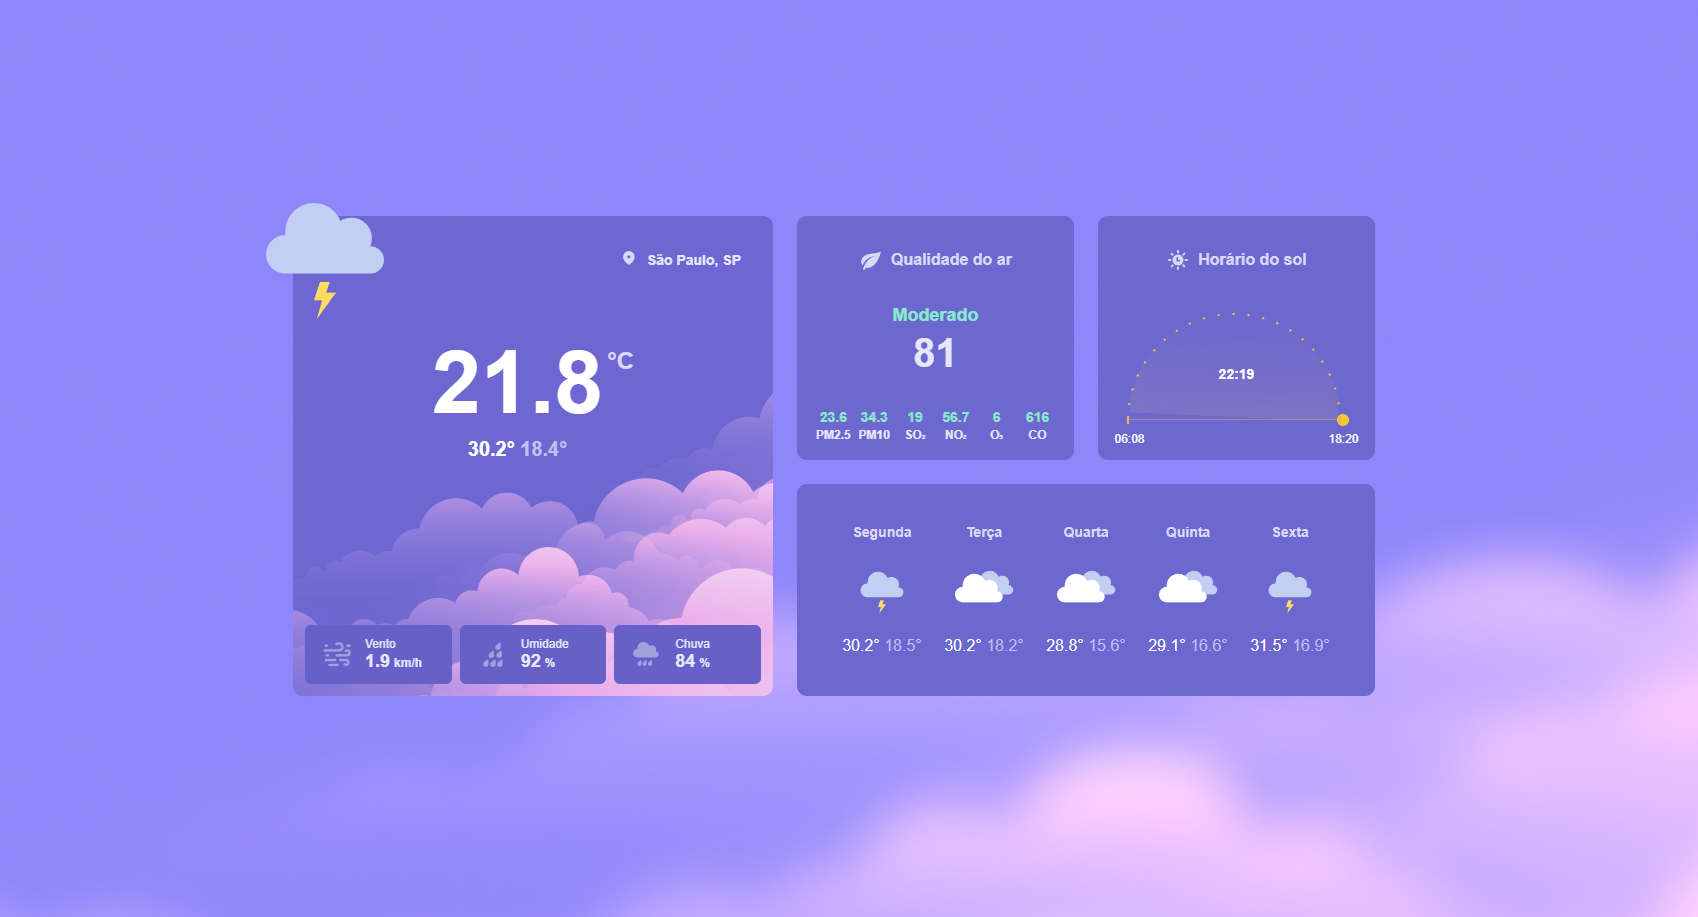 São Paulo, SP
21.8 °C
30.2° 18.4°
Vento
1.9 km/h
Umidade
92 %
Chuva
84 %
Qualidade do ar
Moderado
81
23.6 34.3 19 56.7 6 616
PM2.5 PM10 SO₂ NO₂ O₃ CO
Horário do sol
22:19
06:08 18:20
Segunda Terça Quarta Quinta Sexta
30.2° 18.5° 30.2° 18.2° 28.8° 15.6° 29.1° 16.6° 31.5° 16.9°